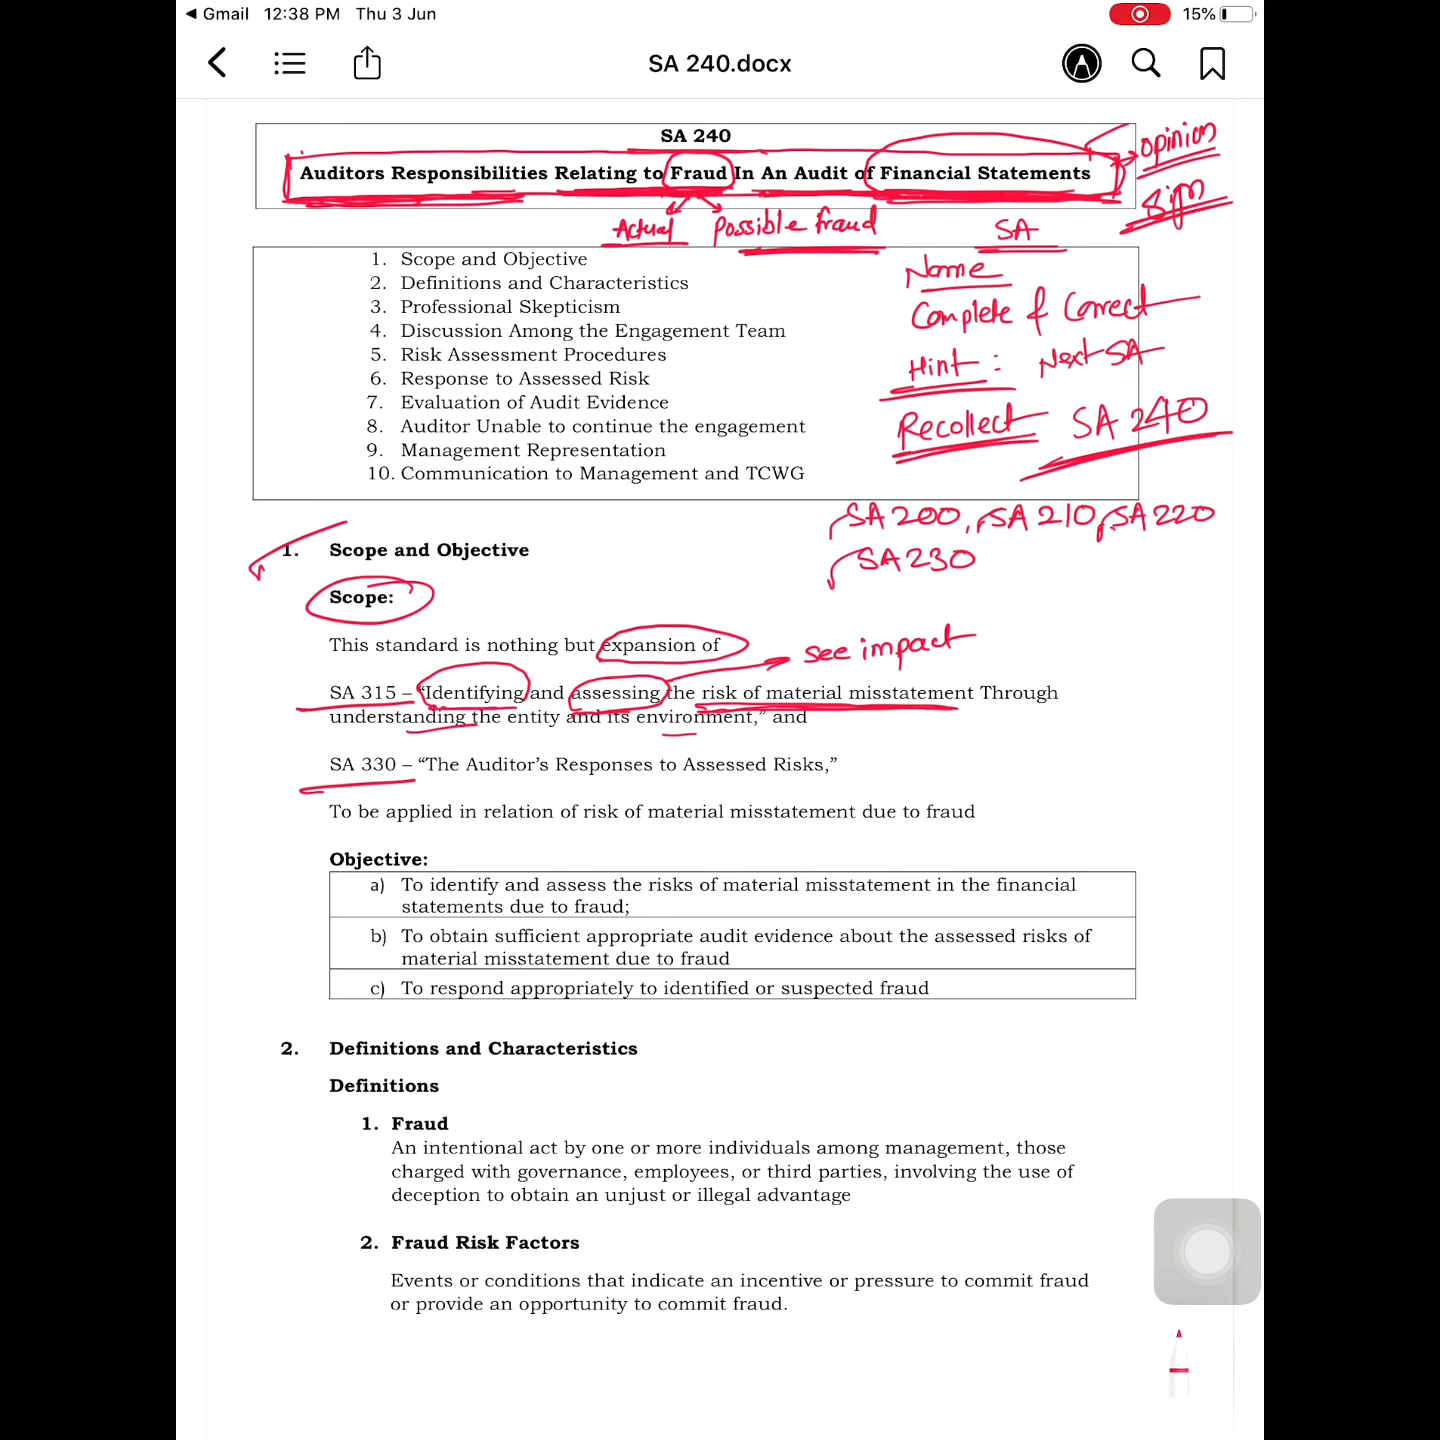 Gmail 12:38 PM Thu 3 Jun 15%
SA 240.docx
SA 240
Auditors Responsibilities Relating to Fraud In An Audit of Financial Statements
opinion
Sign
Actual Possible fraud SA
1. Scope and Objective
2. Definitions and Characteristics
3. Professional Skepticism
4. Discussion Among the Engagement Team
5. Risk Assessment Procedures
6. Response to Assessed Risk
7. Evaluation of Audit Evidence
8. Auditor Unable to continue the engagement
9. Management Representation
10. Communication to Management and TCWG
Name
Complete & Correct
Hint : Next SA
Recollect SA 240
SA 200, SA 210, SA 220
SA 230
1. Scope and Objective
Scope:
This standard is nothing but expansion of
see impact
SA 315 – “Identifying and assessing the risk of material misstatement Through
understanding the entity and its environment,” and
SA 330 – “The Auditor’s Responses to Assessed Risks,”
To be applied in relation of risk of material misstatement due to fraud
Objective:
a) To identify and assess the risks of material misstatement in the financial
statements due to fraud;
b) To obtain sufficient appropriate audit evidence about the assessed risks of
material misstatement due to fraud
c) To respond appropriately to identified or suspected fraud
2. Definitions and Characteristics
Definitions
1. Fraud
An intentional act by one or more individuals among management, those
charged with governance, employees, or third parties, involving the use of
deception to obtain an unjust or illegal advantage
2. Fraud Risk Factors
Events or conditions that indicate an incentive or pressure to commit fraud
or provide an opportunity to commit fraud.